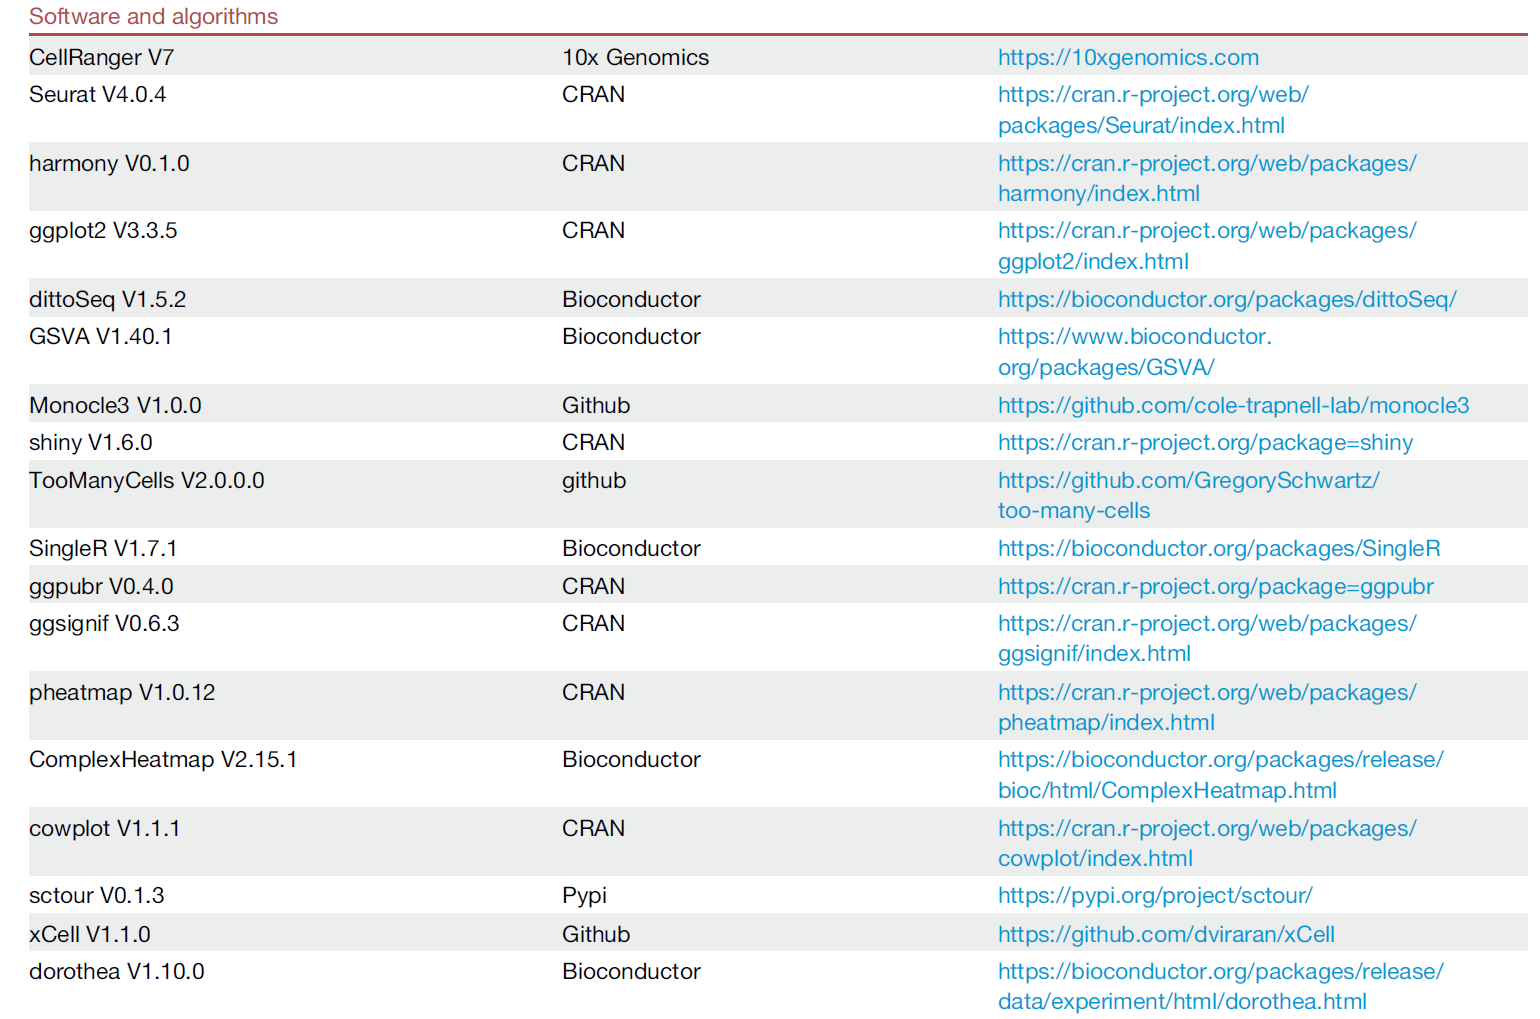 Software and algorithms
CellRanger V7 10x Genomics https://10xgenomics.com
Seurat V4.0.4 CRAN https://cran.r-project.org/web/
packages/Seurat/index.html
harmony V0.1.0 CRAN https://cran.r-project.org/web/packages/
harmony/index.html
ggplot2 V3.3.5 CRAN https://cran.r-project.org/web/packages/
ggplot2/index.html
dittoSeq V1.5.2 Bioconductor https://bioconductor.org/packages/dittoSeq/
GSVA V1.40.1 Bioconductor https://www.bioconductor.
org/packages/GSVA/
Monocle3 V1.0.0 Github https://github.com/cole-trapnell-lab/monocle3
shiny V1.6.0 CRAN https://cran.r-project.org/package=shiny
TooManyCells V2.0.0.0 github https://github.com/GregorySchwartz/
too-many-cells
SingleR V1.7.1 Bioconductor https://bioconductor.org/packages/SingleR
ggpubr V0.4.0 CRAN https://cran.r-project.org/package=ggpubr
ggsignif V0.6.3 CRAN https://cran.r-project.org/web/packages/
ggsignif/index.html
pheatmap V1.0.12 CRAN https://cran.r-project.org/web/packages/
pheatmap/index.html
ComplexHeatmap V2.15.1 Bioconductor https://bioconductor.org/packages/release/
bioc/html/ComplexHeatmap.html
cowplot V1.1.1 CRAN https://cran.r-project.org/web/packages/
cowplot/index.html
sctour V0.1.3 Pypi https://pypi.org/project/sctour/
xCell V1.1.0 Github https://github.com/dviraran/xCell
dorothea V1.10.0 Bioconductor https://bioconductor.org/packages/release/
data/experiment/html/dorothea.html